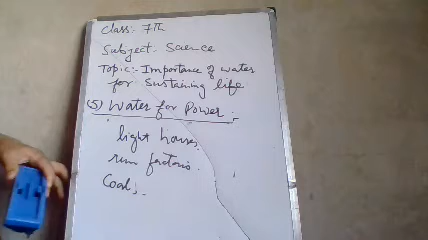 Class:- 7th
Subject:- Science
Topic:- Importance of water
for Sustaining life
(5) Water for Power :-
light house,
run factories.
Coal,